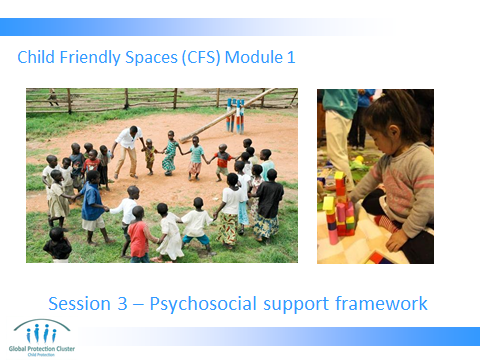 Child Friendly Spaces (CFS) Module 1
Session 3 – Psychosocial support framework
Global Protection Cluster
Child Protection